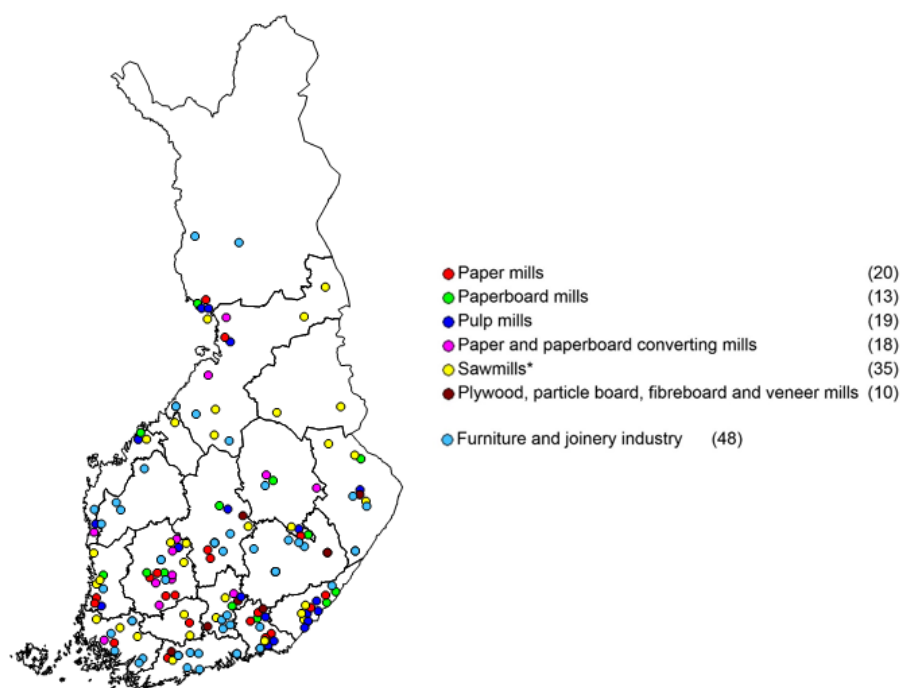 Paper mills (20)
Paperboard mills (13)
Pulp mills (19)
Paper and paperboard converting mills (18)
Sawmills* (35)
Plywood, particle board, fibreboard and veneer mills (10)
Furniture and joinery industry (48)